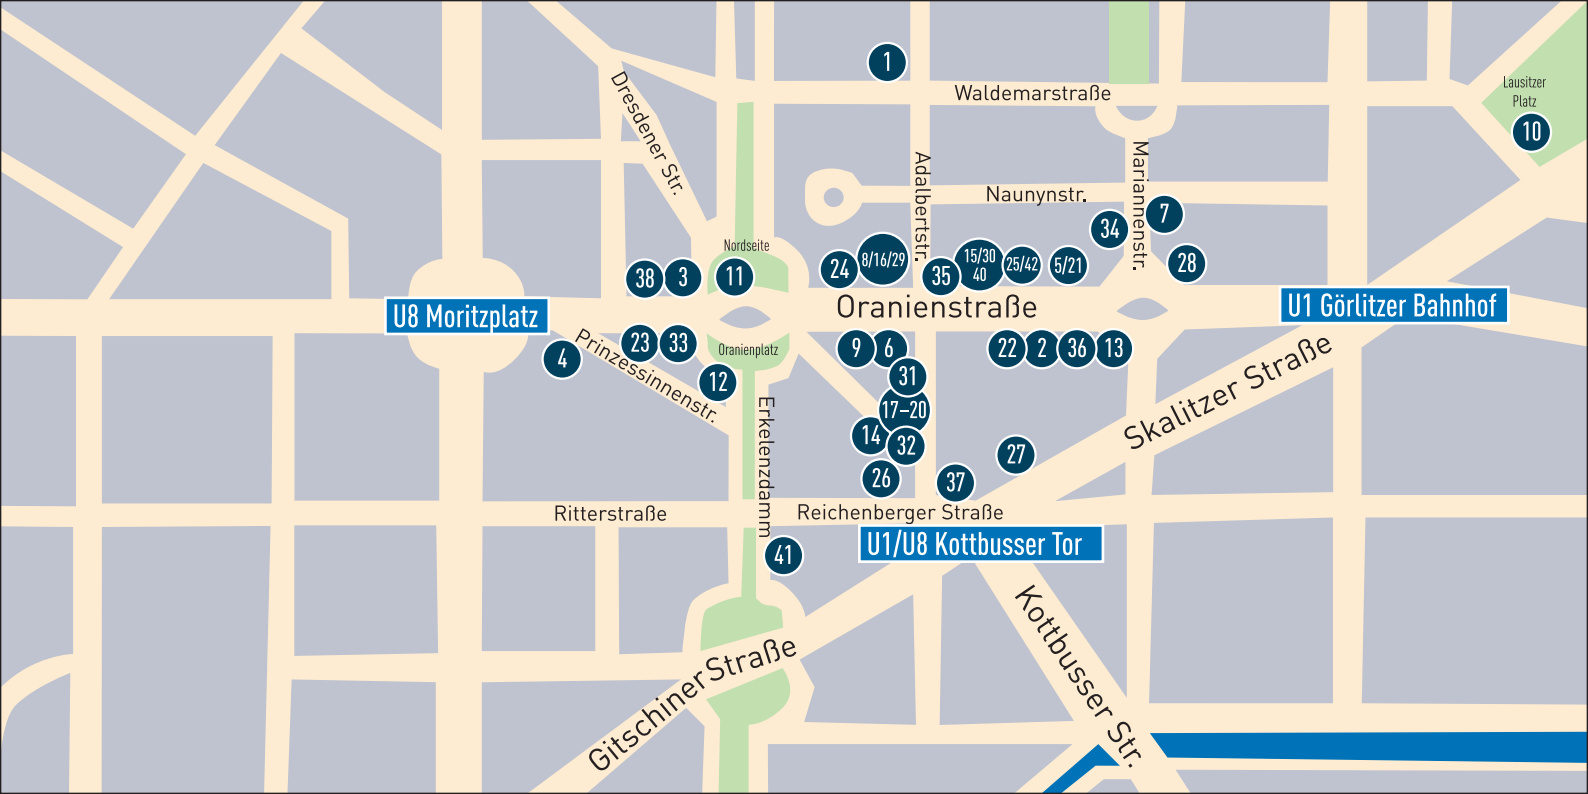 1
Waldemarstraße
Lausitzer
Platz
10
Dresdener Str.
Adalbertstr.
Mariannenstr.
Naunynstr.
34
7
Nordseite
38
3
11
24
8/16/29
35
15/30
40
25/42
5/21
28
Oranienstraße
U8 Moritzplatz
U1 Görlitzer Bahnhof
4
Prinzessinnenstr.
23
33
12
Oranienplatz
9
6
22
2
36
13
31
17–20
14
32
26
27
37
Skalitzer Straße
Erkelenzdamm
Ritterstraße
Reichenberger Straße
U1/U8 Kottbusser Tor
41
Gitschiner Straße
Kottbusser Str.